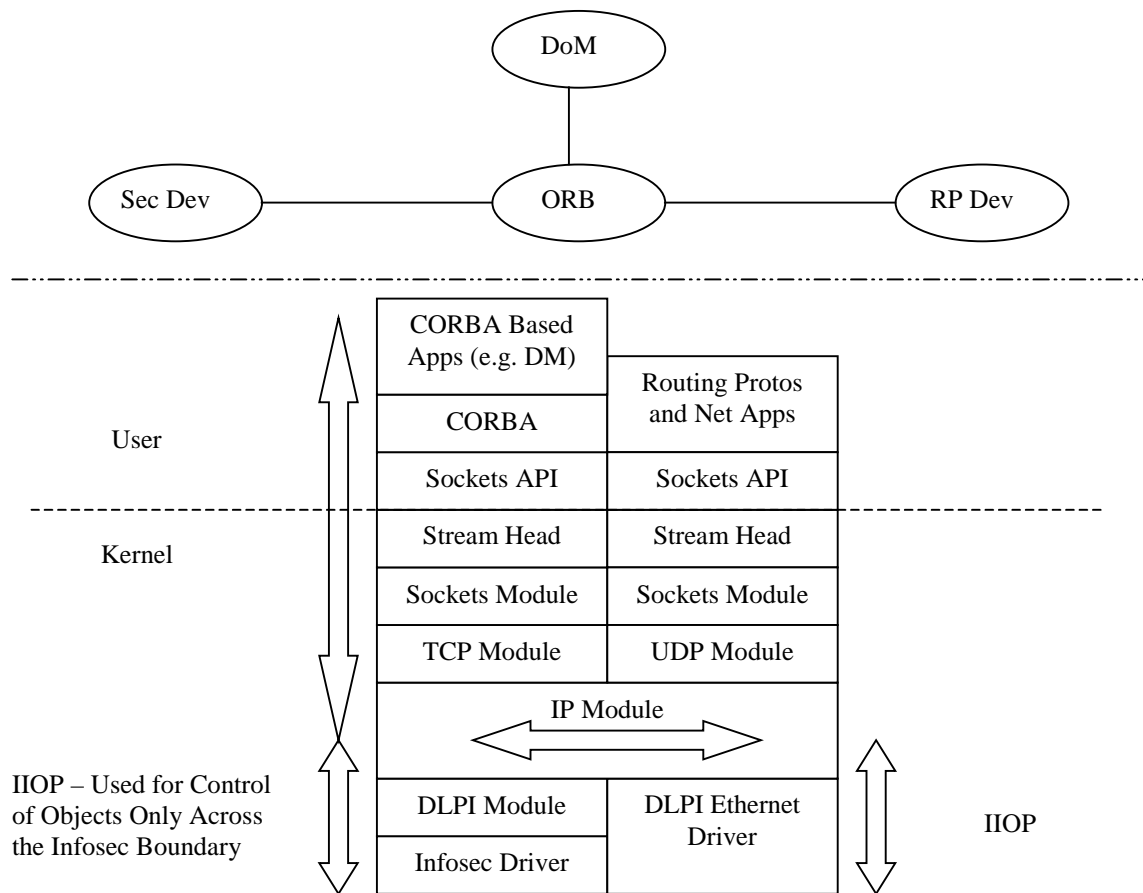 DoM
Sec Dev
ORB
RP Dev
CORBA Based
Apps (e.g. DM)
Routing Protos
and Net Apps
User
CORBA
Sockets API
Sockets API
Kernel
Stream Head
Stream Head
Sockets Module
Sockets Module
TCP Module
UDP Module
IP Module
IIOP – Used for Control
of Objects Only Across
the Infosec Boundary
DLPI Module
DLPI Ethernet
Driver
Infosec Driver
IIOP